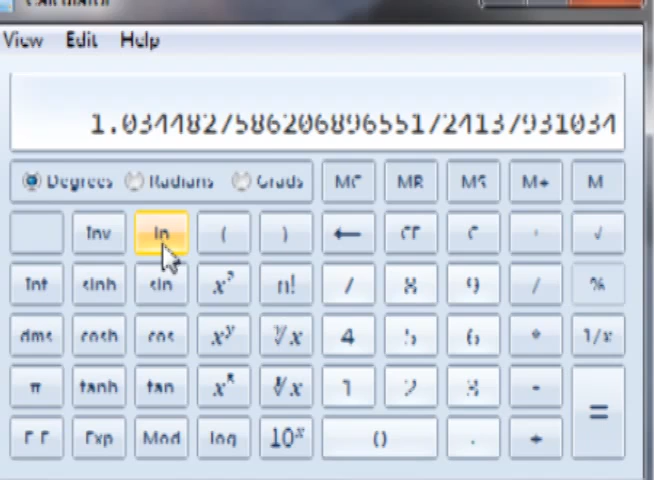 Calculator
View Edit Help
1.0344827586206896551724137931034
Degrees Radians Grads MC MR MS M+ M
Inv ln ( ) ← CE C √
Int sinh sin x² n! 7 8 9 / %
dms cosh cos xʸ ʸ√x 4 5 6 * 1/x
π tanh tan x³ ³√x 1 2 3 - =
F-E Exp Mod log 10ˣ 0 . +